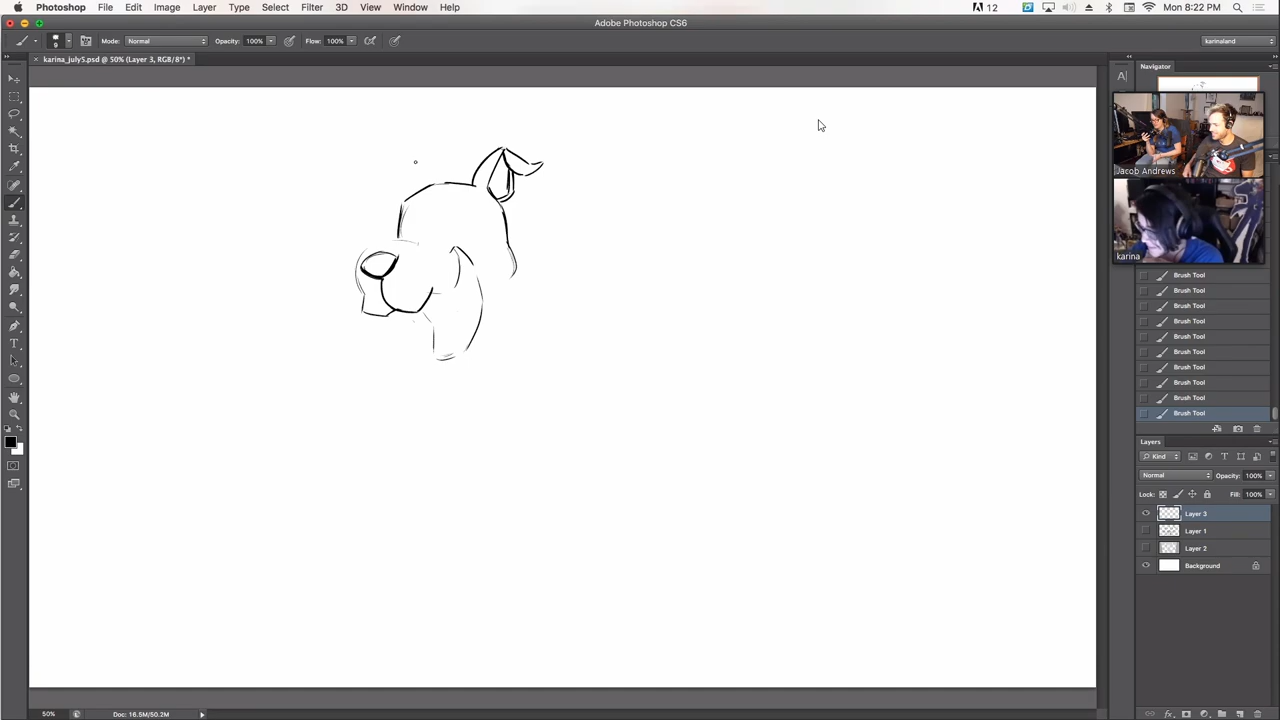 Photoshop File Edit Image Layer Type Select Filter 3D View Window Help
12 Mon 8:22 PM
Adobe Photoshop CS6
Mode: Normal Opacity: 100% Flow: 100% karinaland
karina_july5.psd @ 50% (Layer 3, RGB/8*) *
Navigator
Jacob Andrews
karina
Brush Tool
Brush Tool
Brush Tool
Brush Tool
Brush Tool
Brush Tool
Brush Tool
Brush Tool
Brush Tool
Brush Tool
Layers
Kind
Normal Opacity: 100%
Lock: Fill: 100%
Layer 3
Layer 1
Layer 2
Background
50% Doc: 16.5M/50.2M